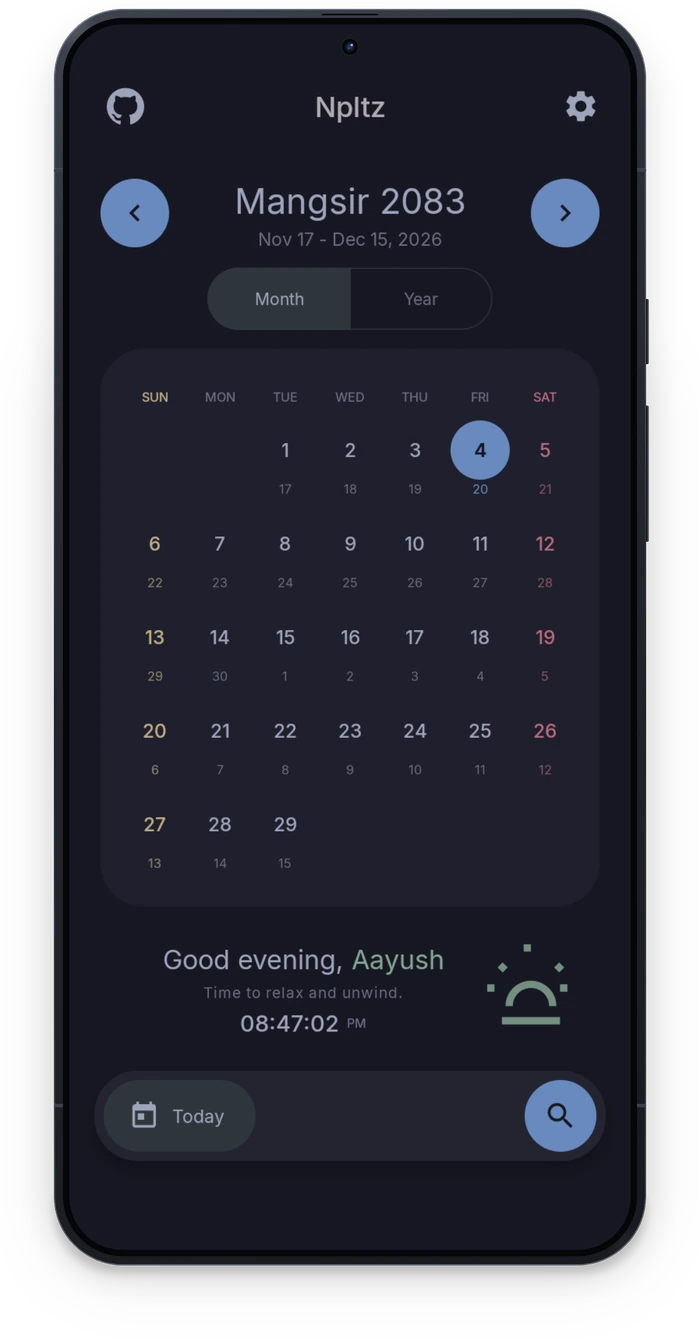 NpItz
Mangsir 2083
Nov 17 - Dec 15, 2026
Month Year
SUN MON TUE WED THU FRI SAT
1 2 3 4 5
17 18 19 20 21
6 7 8 9 10 11 12
22 23 24 25 26 27 28
13 14 15 16 17 18 19
29 30 1 2 3 4 5
20 21 22 23 24 25 26
6 7 8 9 10 11 12
27 28 29
13 14 15
Good evening, Aayush
Time to relax and unwind.
08:47:02 PM
Today